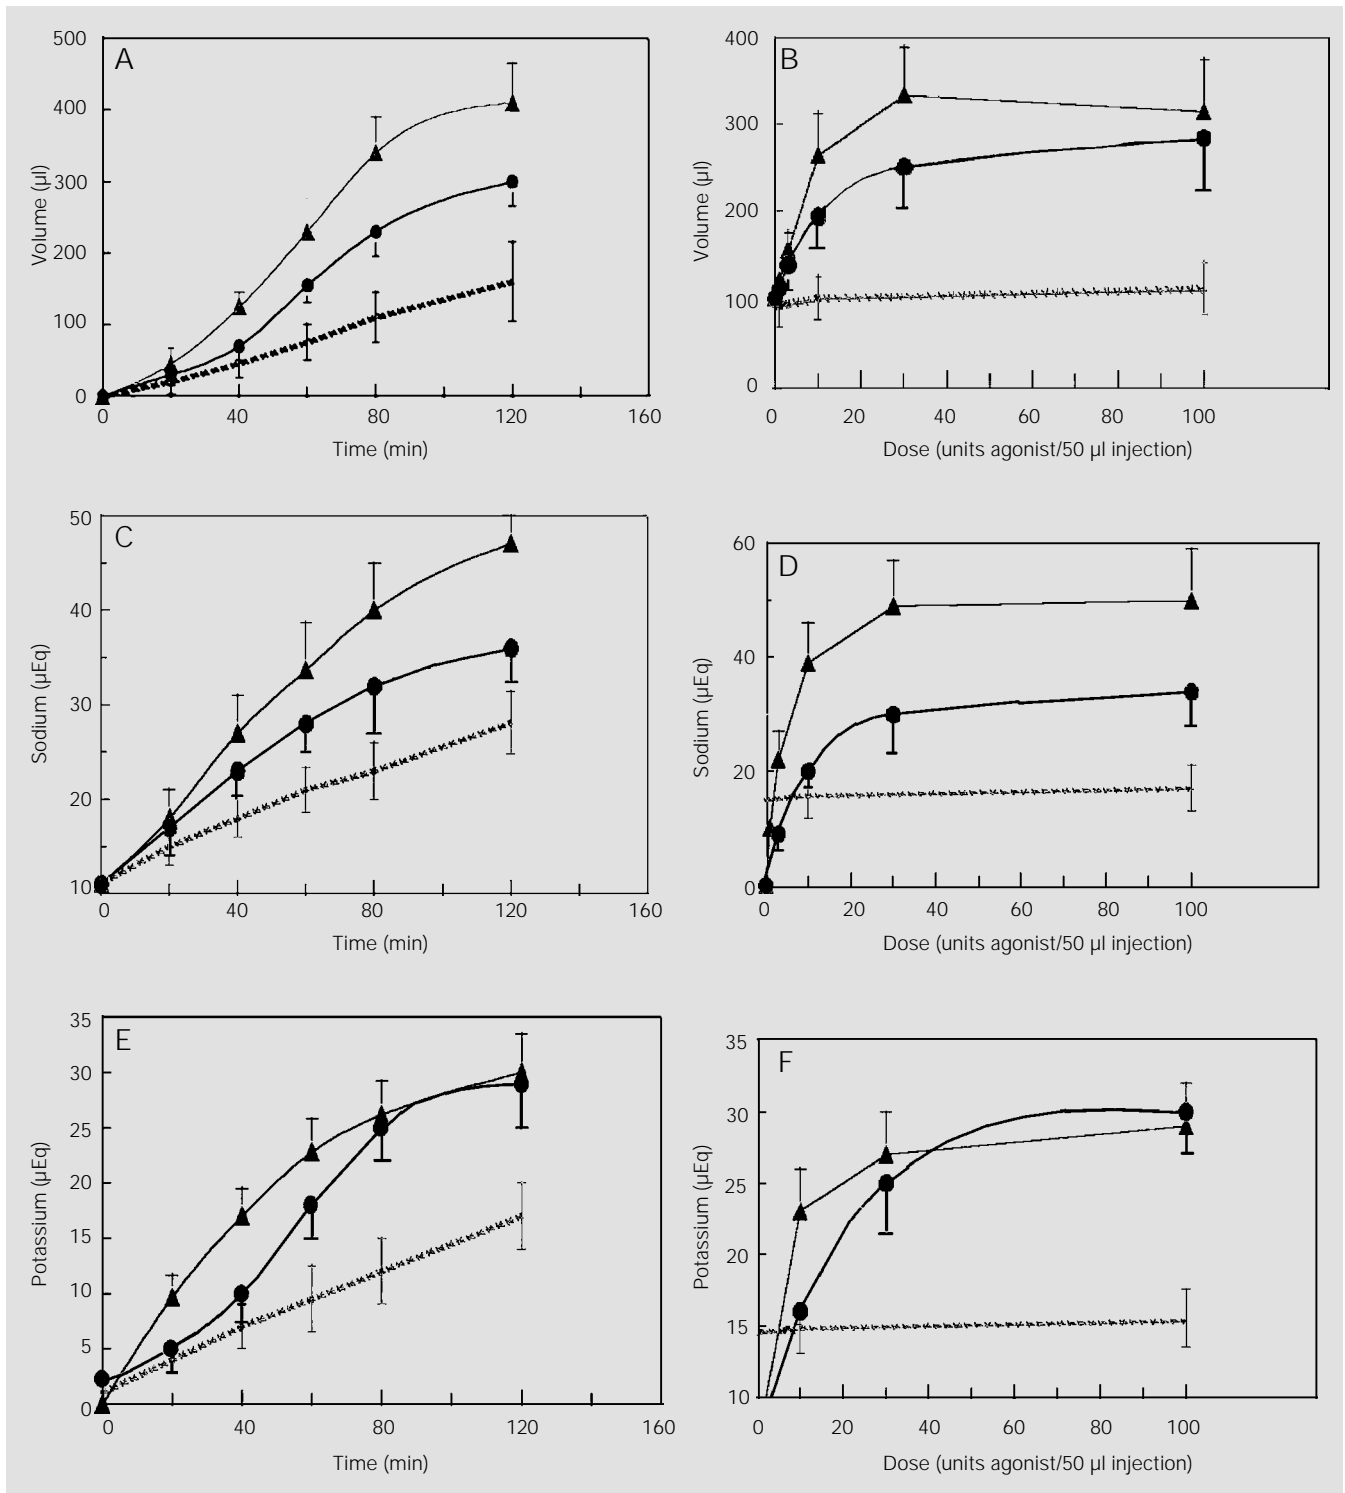 A
500
400
300
200
100
0
Volume (µl)
0 40 80 120 160
Time (min)
B
400
300
200
100
0
Volume (µl)
0 20 40 60 80 100
Dose (units agonist/50 µl injection)
C
50
40
30
20
10
Sodium (µEq)
0 40 80 120 160
Time (min)
D
60
40
20
0
Sodium (µEq)
0 20 40 60 80 100
Dose (units agonist/50 µl injection)
E
35
30
25
20
15
10
5
0
Potassium (µEq)
0 40 80 120 160
Time (min)
F
35
30
25
20
15
10
Potassium (µEq)
0 20 40 60 80 100
Dose (units agonist/50 µl injection)